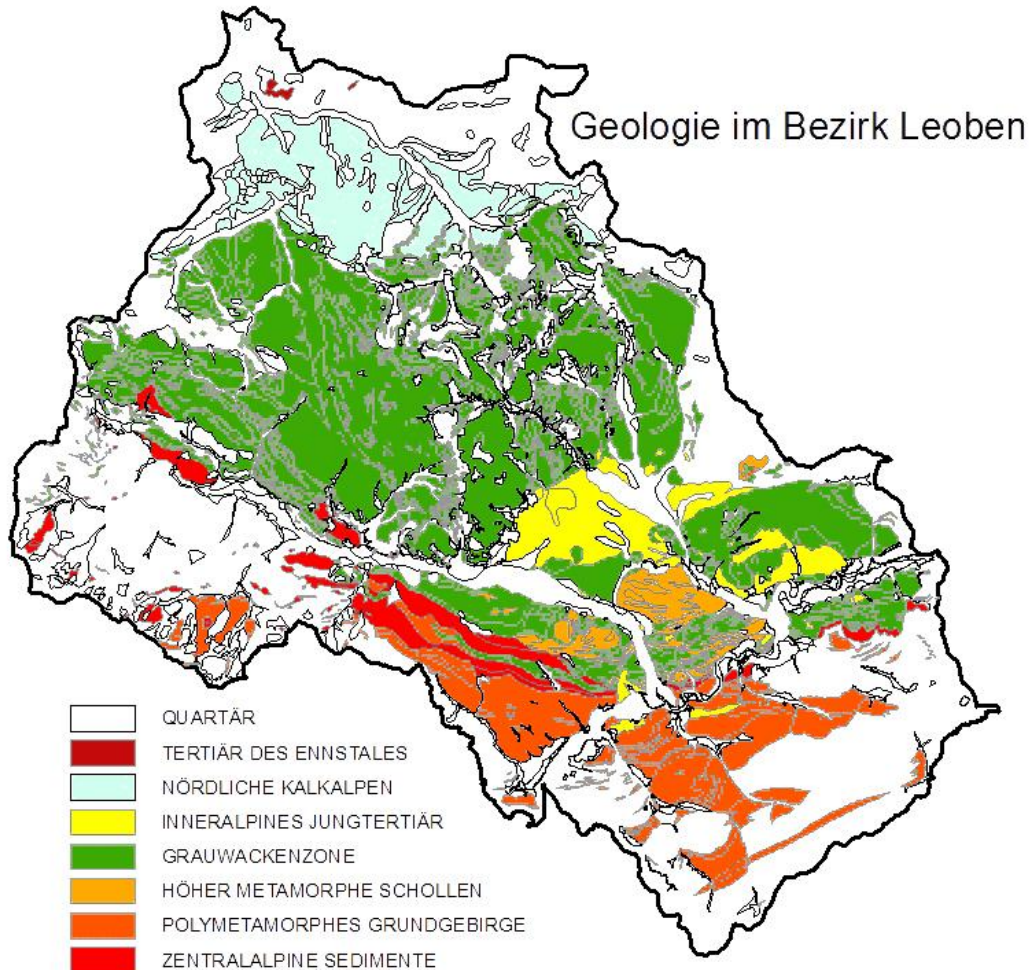 Geologie im Bezirk Leoben
QUARTÄR
TERTIÄR DES ENNSTALES
NÖRDLICHE KALKALPEN
INNERALPINES JUNGTERTIÄR
GRAUWACKENZONE
HÖHER METAMORPHE SCHOLLEN
POLYMETAMORPHES GRUNDGEBIRGE
ZENTRALALPINE SEDIMENTE